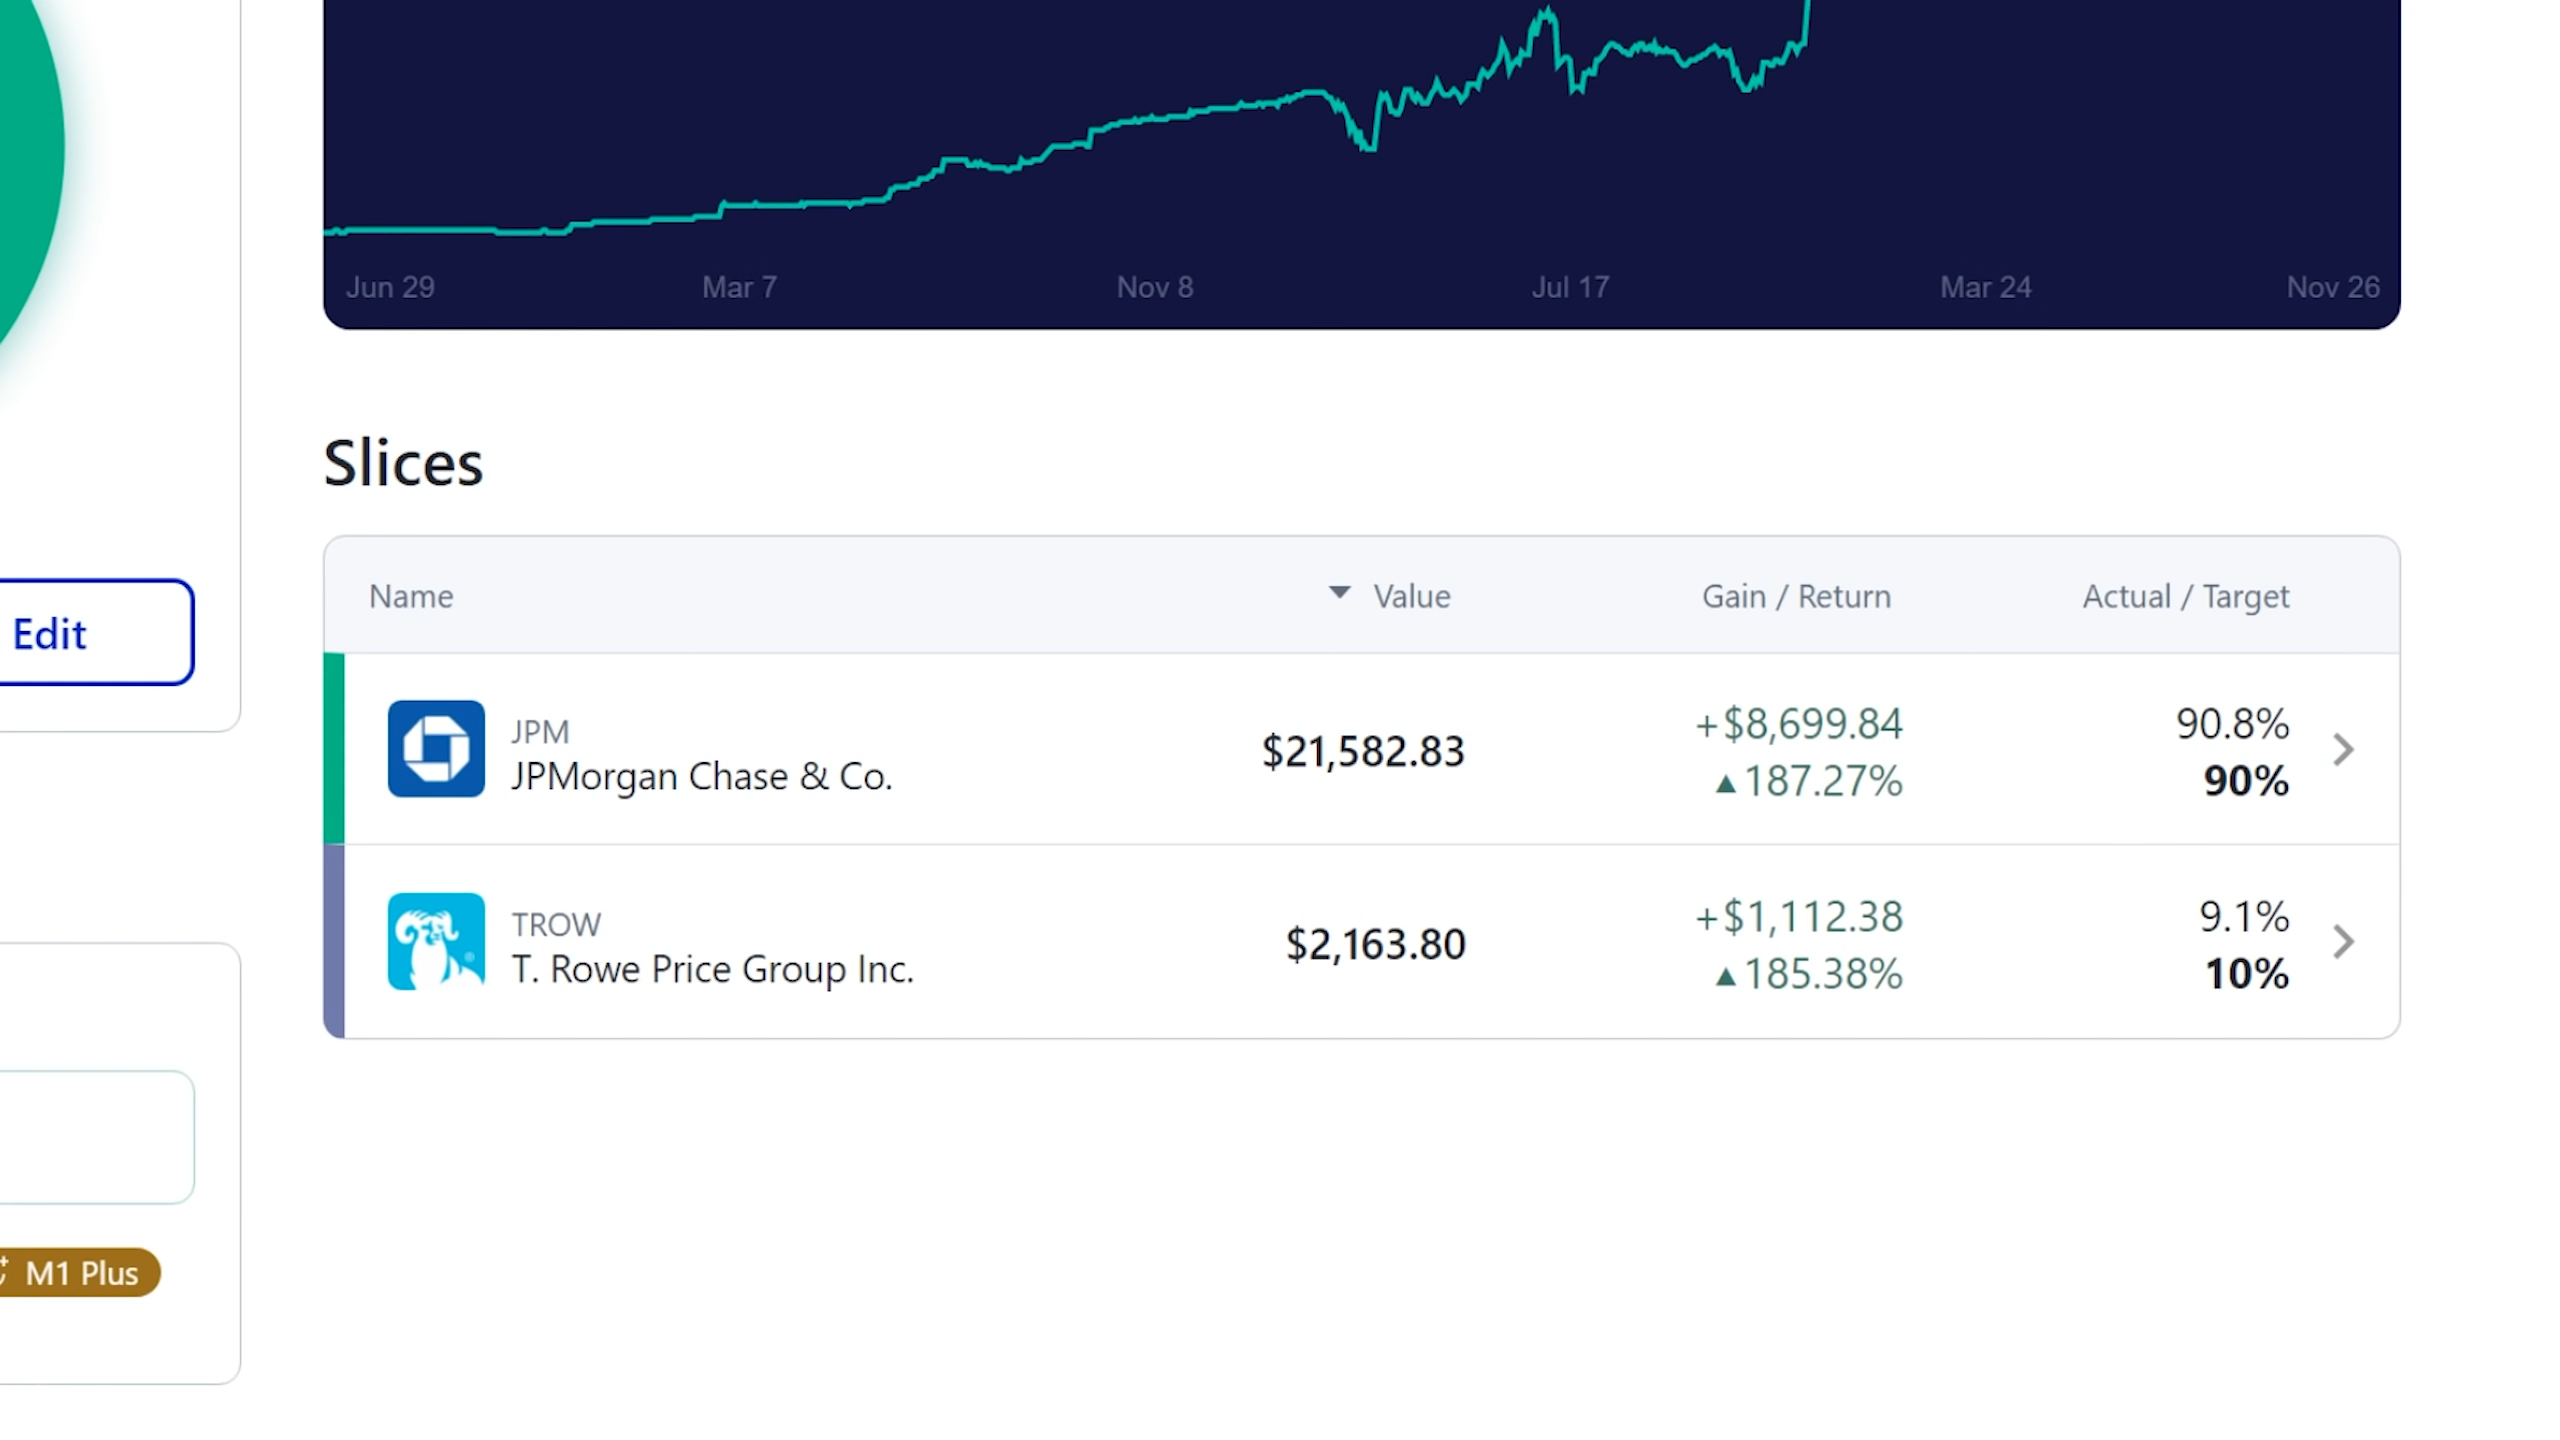 Jun 29 Mar 7 Nov 8 Jul 17 Mar 24 Nov 26
Slices
Edit
Name ▼ Value Gain / Return Actual / Target
JPM
JPMorgan Chase & Co.
$21,582.83
+$8,699.84
▲187.27%
90.8%
90%
TROW
T. Rowe Price Group Inc.
$2,163.80
+$1,112.38
▲185.38%
9.1%
10%
M1 Plus